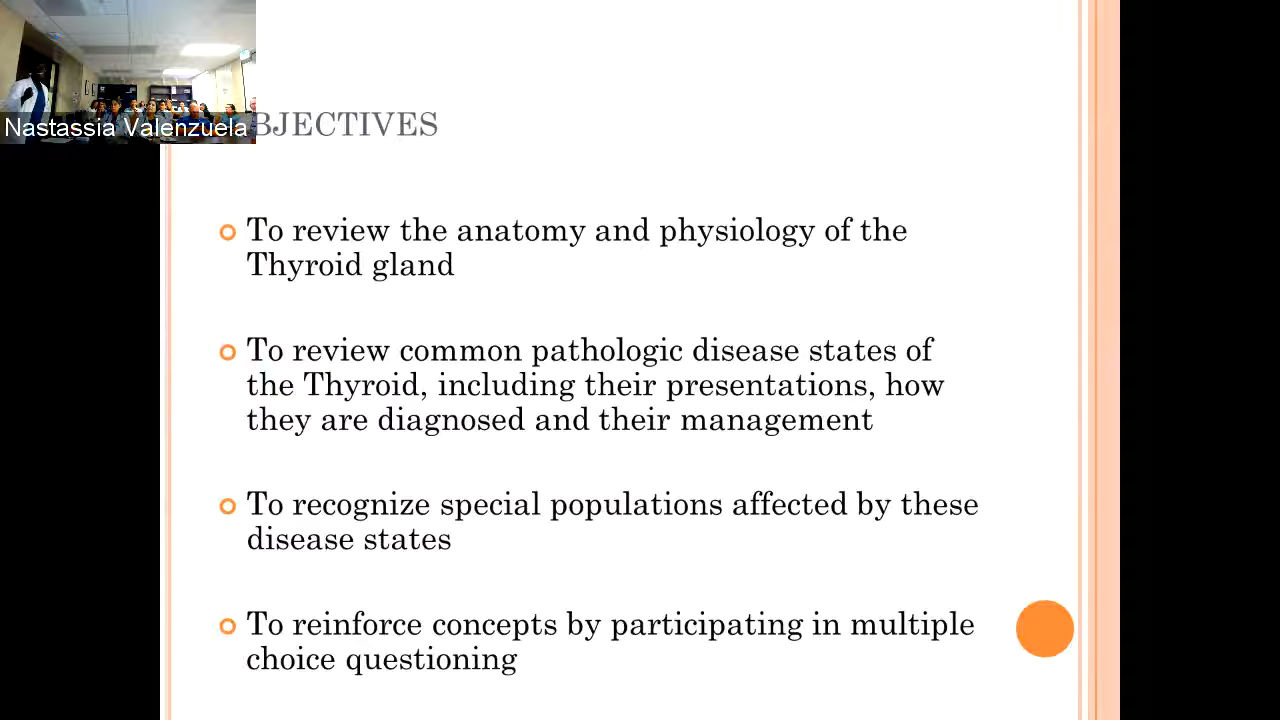 Nastassia Valenzuela
BJECTIVES
To review the anatomy and physiology of the
Thyroid gland
To review common pathologic disease states of
the Thyroid, including their presentations, how
they are diagnosed and their management
To recognize special populations affected by these
disease states
To reinforce concepts by participating in multiple
choice questioning